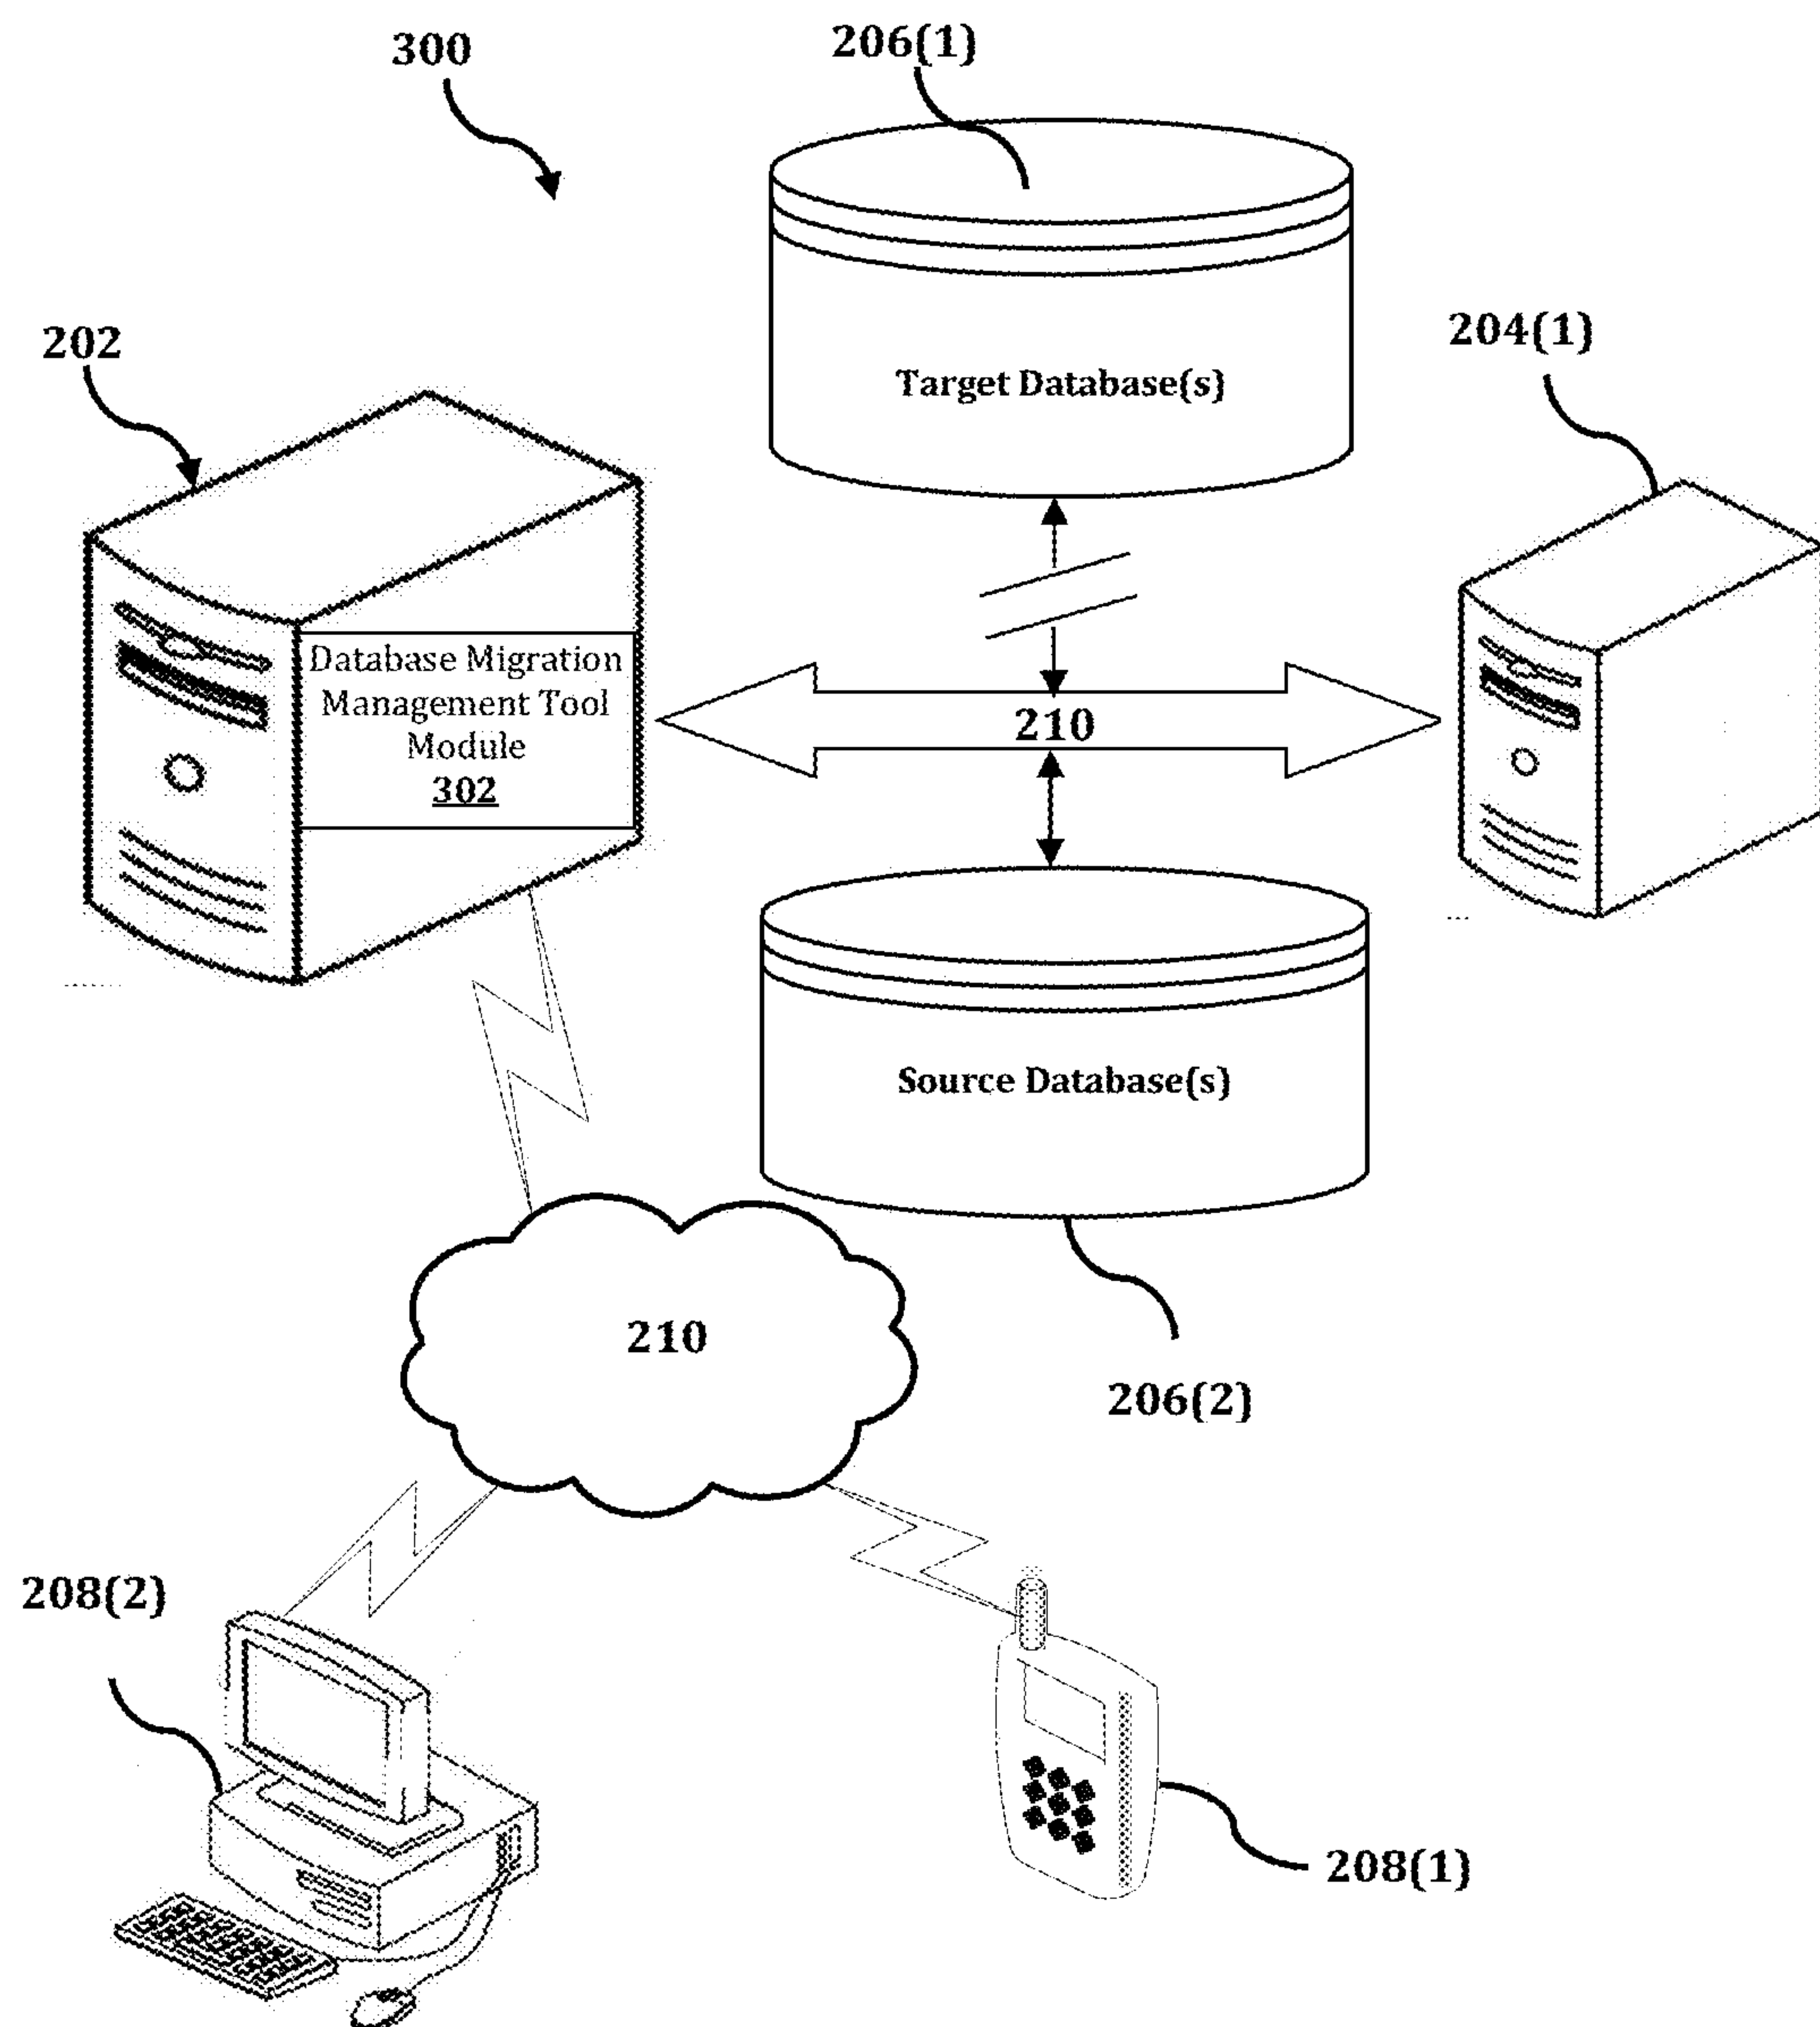 300
206(1)
202
204(1)
Target Database(s)
Database Migration
Management Tool
Module
302
210
Source Database(s)
210
206(2)
208(2)
208(1)